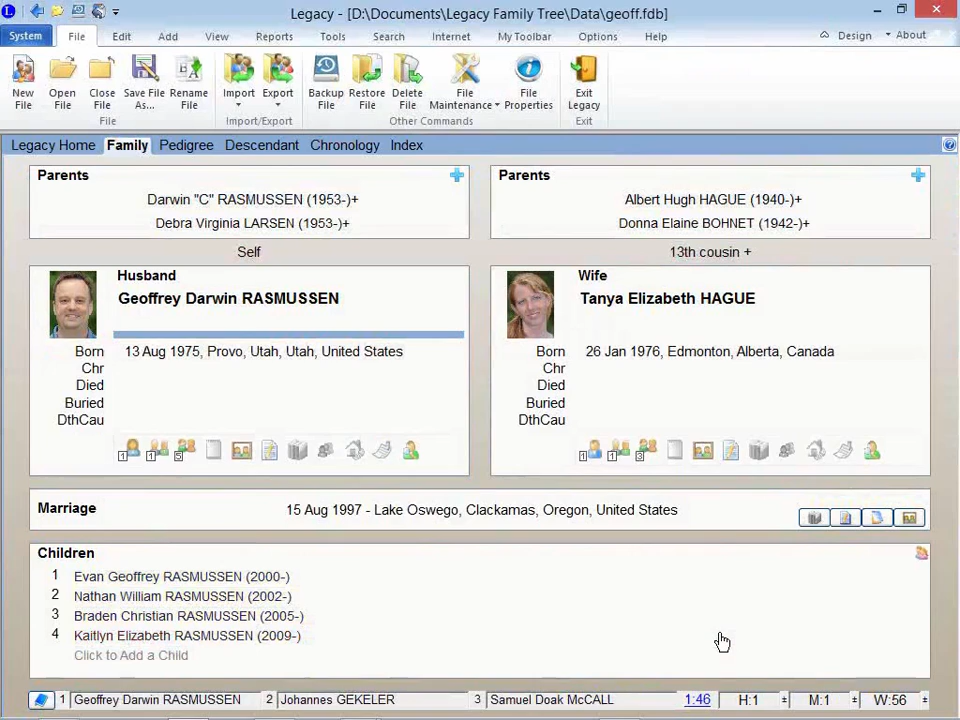 L
Legacy - [D:\Documents\Legacy Family Tree\Data\geoff.fdb]
System File Edit Add View Reports Tools Search Internet My Toolbar Options Help Design About
New File
Open File
Close File
Save File As...
Rename File
Import
Export
Backup File
Restore File
Delete File
File Maintenance
File Properties
Exit Legacy
File Import/Export Other Commands Exit
Legacy Home Family Pedigree Descendant Chronology Index
Parents
Darwin "C" RASMUSSEN (1953-)+
Debra Virginia LARSEN (1953-)+
Parents
Albert Hugh HAGUE (1940-)+
Donna Elaine BOHNET (1942-)+
Self
13th cousin +
Husband
Geoffrey Darwin RASMUSSEN
Born 13 Aug 1975, Provo, Utah, Utah, United States
Chr
Died
Buried
DthCau
1 1 5
Wife
Tanya Elizabeth HAGUE
Born 26 Jan 1976, Edmonton, Alberta, Canada
Chr
Died
Buried
DthCau
1 1 3
Marriage 15 Aug 1997 - Lake Oswego, Clackamas, Oregon, United States
Children
1 Evan Geoffrey RASMUSSEN (2000-)
2 Nathan William RASMUSSEN (2002-)
3 Braden Christian RASMUSSEN (2005-)
4 Kaitlyn Elizabeth RASMUSSEN (2009-)
Click to Add a Child
1 Geoffrey Darwin RASMUSSEN 2 Johannes GEKELER 3 Samuel Doak McCALL 1:46 H:1 ± M:1 ± W:56 ±